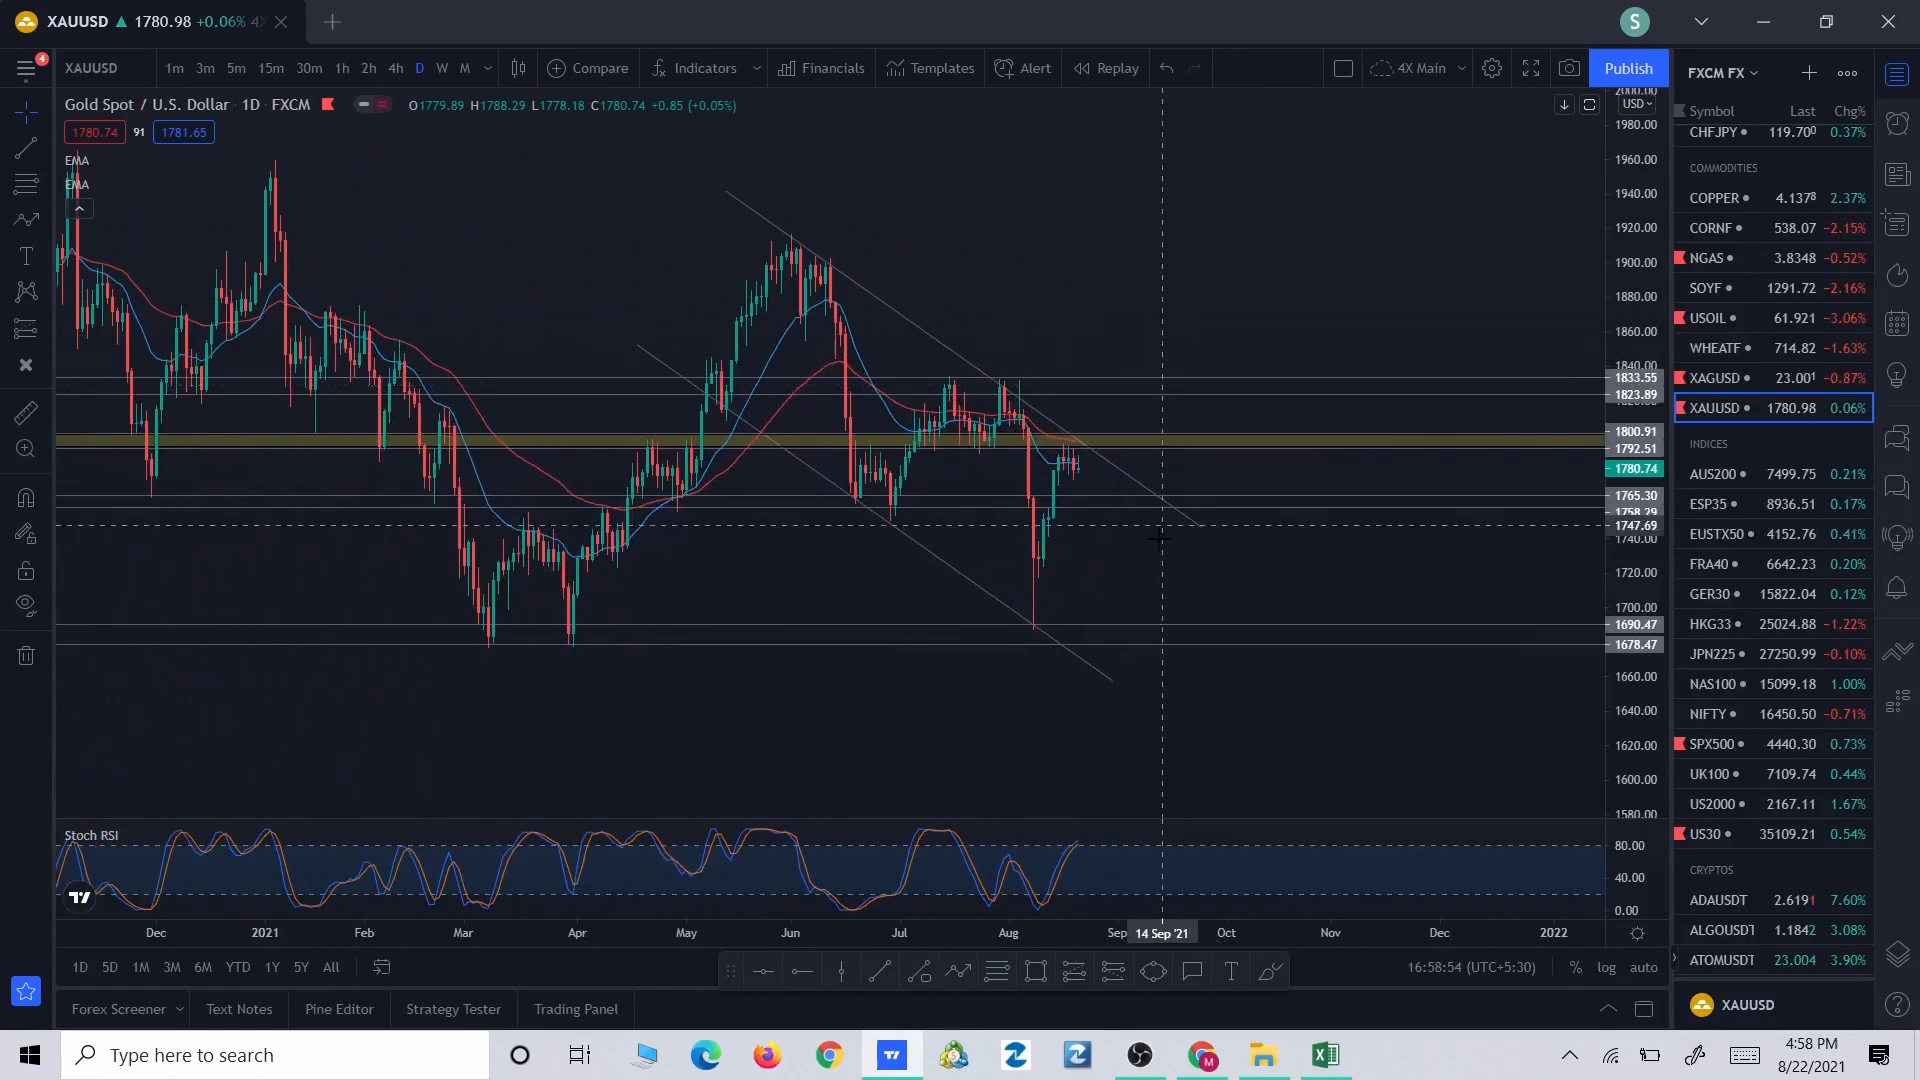 XAUUSD ▲ 1780.98 +0.06% 4X
S
4
XAUUSD 1m 3m 5m 15m 30m 1h 2h 4h D W M Compare Indicators Financials Templates Alert Replay 4X Main Publish
Gold Spot / U.S. Dollar · 1D · FXCM O1779.89 H1788.29 L1778.18 C1780.74 +0.85 (+0.05%)
1780.74 91 1781.65
EMA
EMA
USD
2000.00
1980.00
1960.00
1940.00
1920.00
1900.00
1880.00
1860.00
1840.00
1833.55
1823.89
1800.91
1792.51
1780.74
1765.30
1758.29
1747.69
1740.00
1720.00
1700.00
1690.47
1678.47
1660.00
1640.00
1620.00
1600.00
1580.00
Stoch RSI
80.00
40.00
0.00
Dec 2021 Feb Mar Apr May Jun Jul Aug Sep 14 Sep '21 Oct Nov Dec 2022
1D 5D 1M 3M 6M YTD 1Y 5Y All
16:58:54 (UTC+5:30) % log auto
Forex Screener Text Notes Pine Editor Strategy Tester Trading Panel
FXCM FX
Symbol Last Chg%
CHFJPY 119.700 0.37%
COMMODITIES
COPPER 4.1378 2.37%
CORNF 538.07 −2.15%
NGAS 3.8348 −0.52%
SOYF 1291.72 −2.16%
USOIL 61.921 −3.06%
WHEATF 714.82 −1.63%
XAGUSD 23.001 −0.87%
XAUUSD 1780.98 0.06%
INDICES
AUS200 7499.75 0.21%
ESP35 8936.51 0.17%
EUSTX50 4152.76 0.41%
FRA40 6642.23 0.20%
GER30 15822.04 0.12%
HKG33 25024.88 −1.22%
JPN225 27250.99 −0.10%
NAS100 15099.18 1.00%
NIFTY 16450.50 −0.71%
SPX500 4440.30 0.73%
UK100 7109.74 0.44%
US2000 2167.11 1.67%
US30 35109.21 0.54%
CRYPTOS
ADAUSDT 2.6191 7.60%
ALGOUSDT 1.1842 3.08%
ATOMUSDT 23.004 3.90%
XAUUSD
Type here to search
4:58 PM
8/22/2021